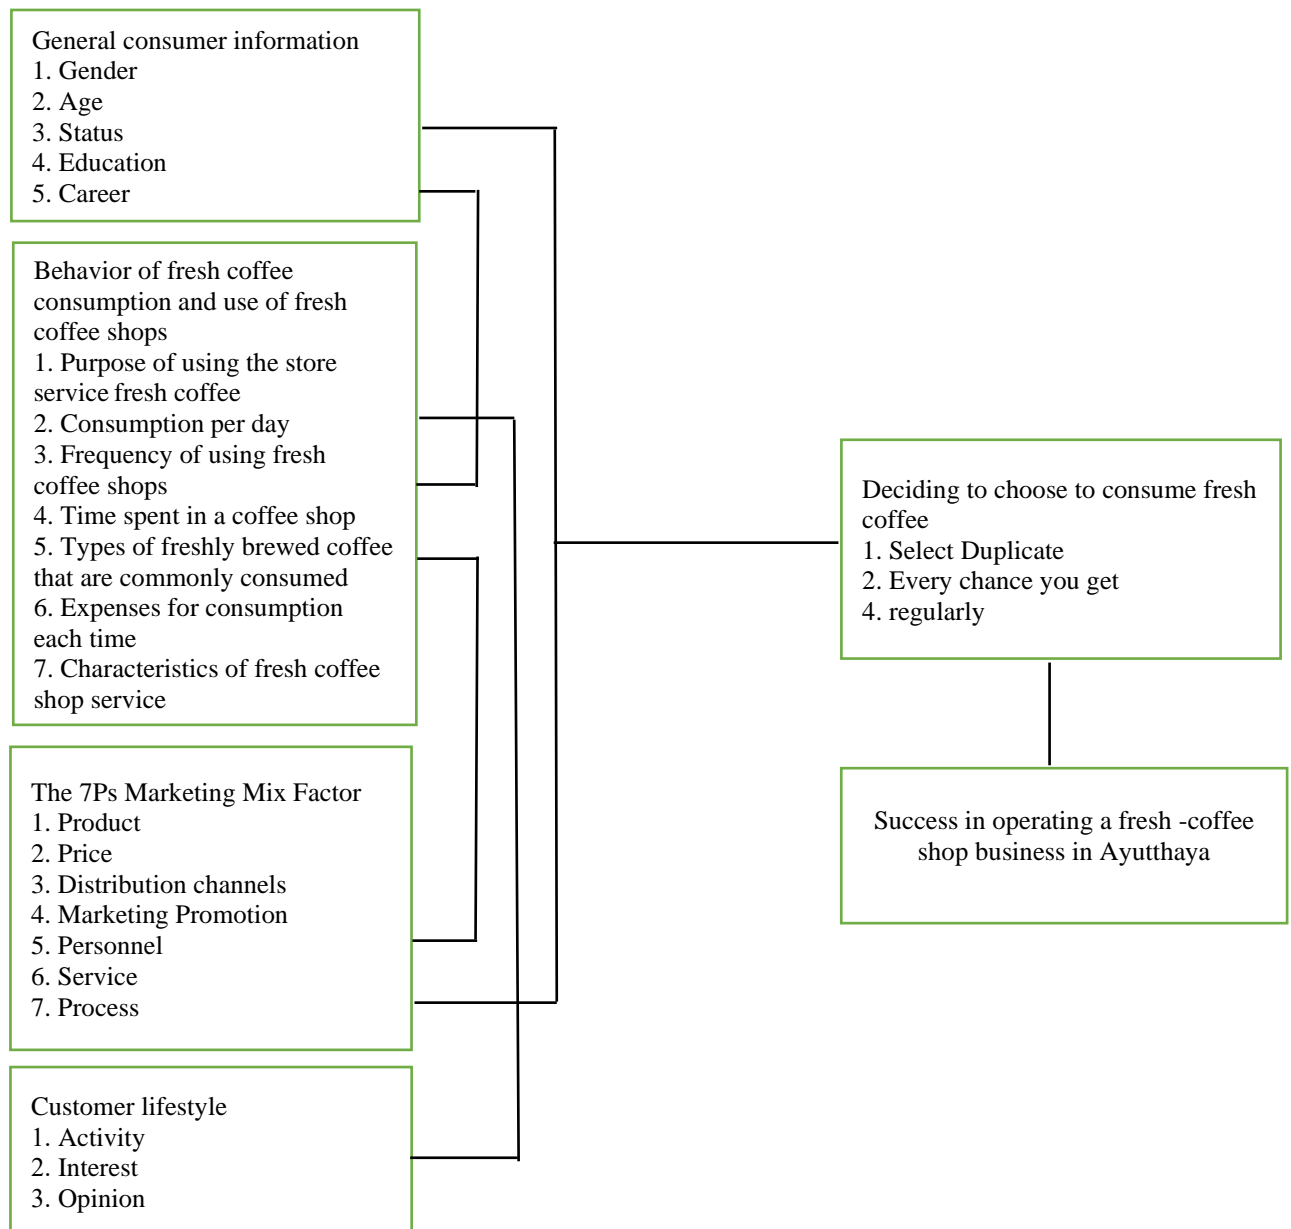 General consumer information
1. Gender
2. Age
3. Status
4. Education
5. Career
Behavior of fresh coffee
consumption and use of fresh
coffee shops
1. Purpose of using the store
service fresh coffee
2. Consumption per day
3. Frequency of using fresh
coffee shops
4. Time spent in a coffee shop
5. Types of freshly brewed coffee
that are commonly consumed
6. Expenses for consumption
each time
7. Characteristics of fresh coffee
shop service
The 7Ps Marketing Mix Factor
1. Product
2. Price
3. Distribution channels
4. Marketing Promotion
5. Personnel
6. Service
7. Process
Customer lifestyle
1. Activity
2. Interest
3. Opinion
Deciding to choose to consume fresh
coffee
1. Select Duplicate
2. Every chance you get
4. regularly
Success in operating a fresh -coffee
shop business in Ayutthaya